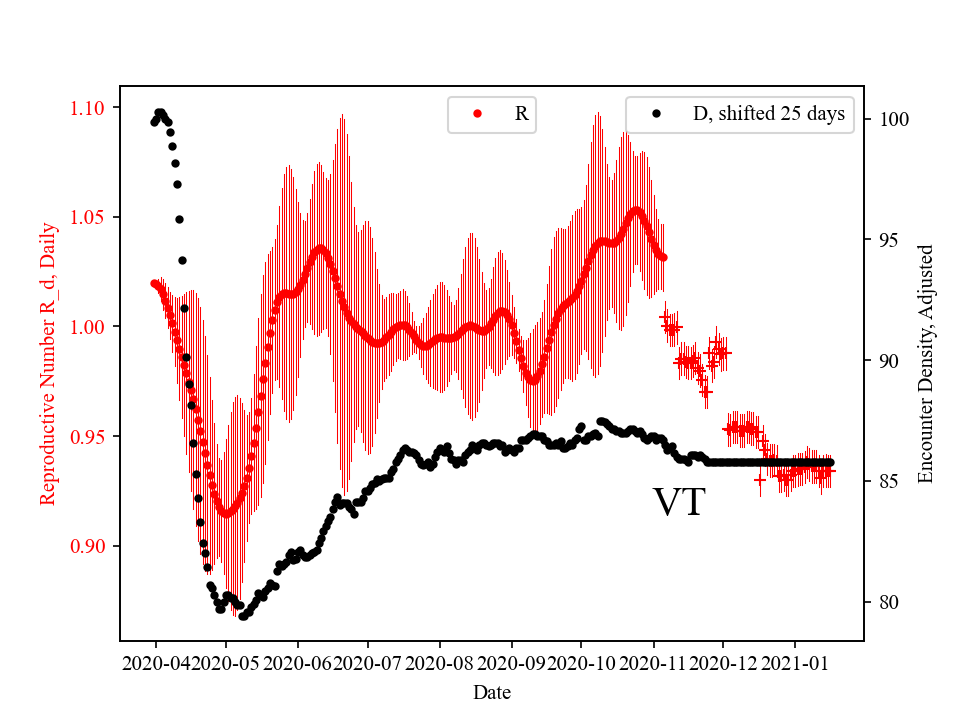 R
D, shifted 25 days
1.10
1.05
1.00
0.95
0.90
Reproductive Number R_d, Daily
100
95
90
85
80
Encounter Density, Adjusted
VT
2020-04 2020-05 2020-06 2020-07 2020-08 2020-09 2020-10 2020-11 2020-12 2021-01
Date